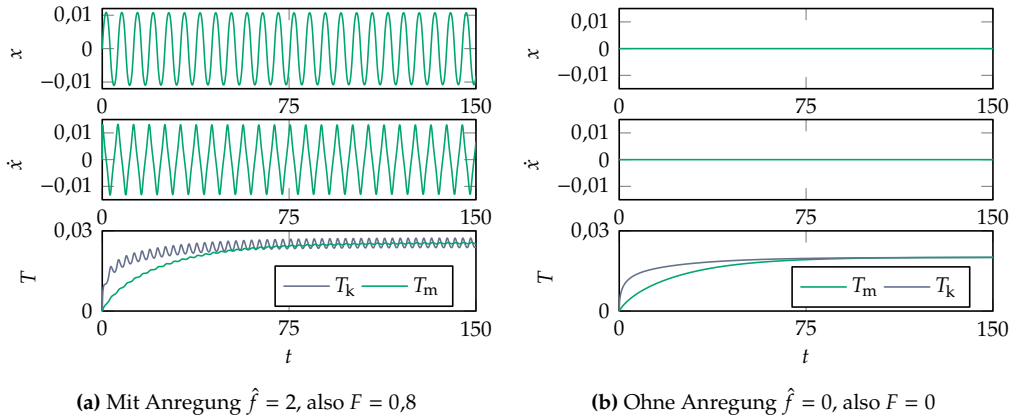 0,01
0
−0,01
x
0 75 150
0,01
0
−0,01
ẋ
0 75 150
0,03
0
T
T_k T_m
0 75 150
t
(a) Mit Anregung f̂ = 2, also F = 0,8
0,01
0
−0,01
x
0 75 150
0,01
0
−0,01
ẋ
0 75 150
0,03
0
T
T_m T_k
0 75 150
t
(b) Ohne Anregung f̂ = 0, also F = 0